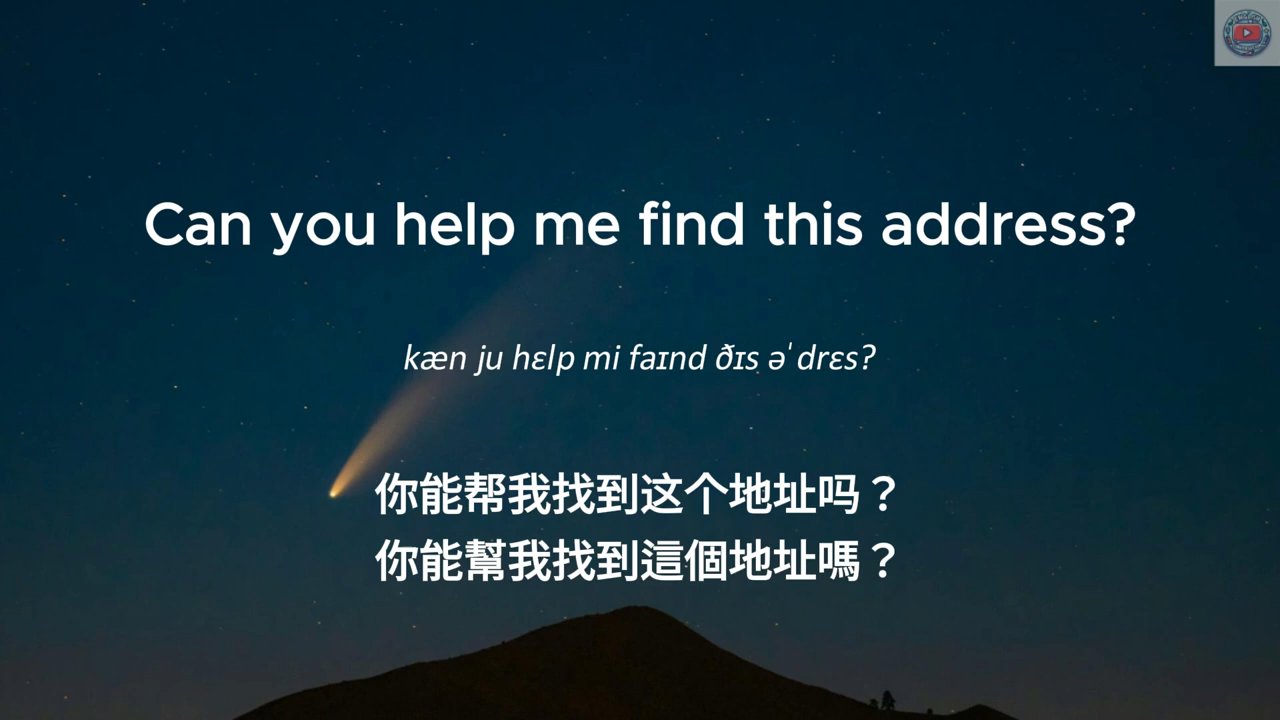 Can you help me find this address?
kæn ju hɛlp mi faɪnd ðɪs əˈdrɛs?
你能帮我找到这个地址吗？
你能幫我找到這個地址嗎？